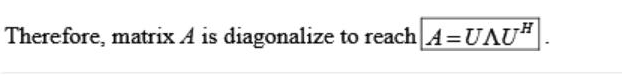 Therefore, matrix A is diagonalize to reach A = UΛU^H .